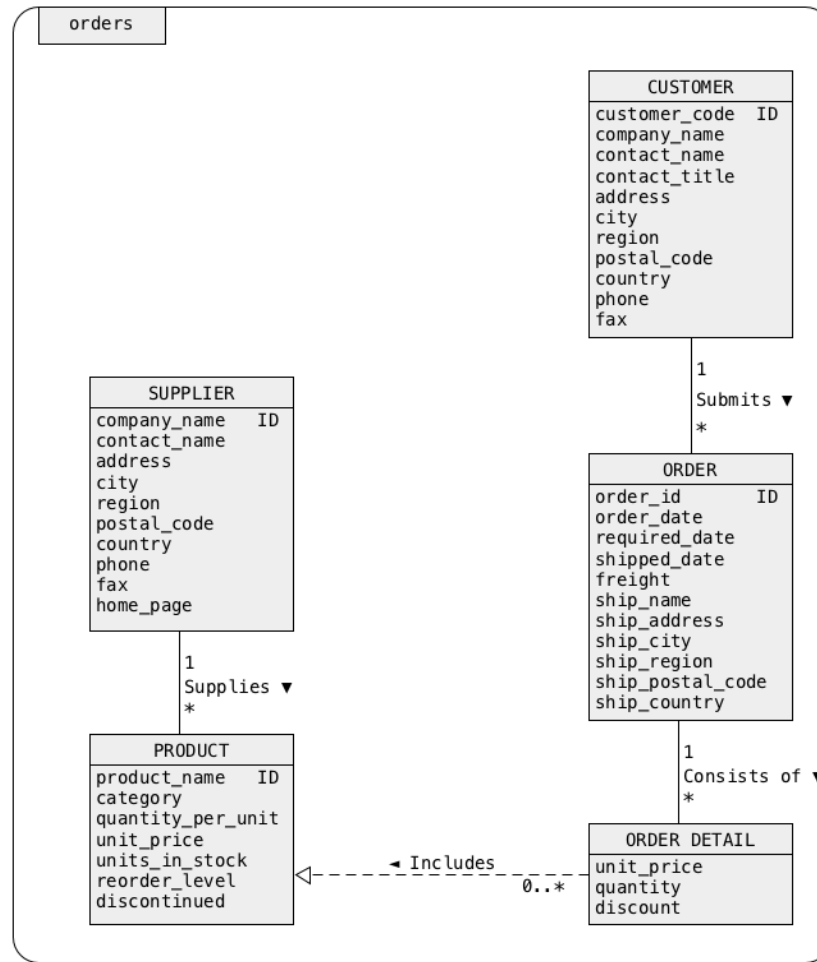 orders
CUSTOMER
customer_code ID
company_name
contact_name
contact_title
address
city
region
postal_code
country
phone
fax
1
Submits ▼
*
SUPPLIER
company_name ID
contact_name
address
city
region
postal_code
country
phone
fax
home_page
ORDER
order_id ID
order_date
required_date
shipped_date
freight
ship_name
ship_address
ship_city
ship_region
ship_postal_code
ship_country
1
Supplies ▼
*
1
Consists of ▼
*
PRODUCT
product_name ID
category
quantity_per_unit
unit_price
units_in_stock
reorder_level
discontinued
◄ Includes
0..*
ORDER DETAIL
unit_price
quantity
discount